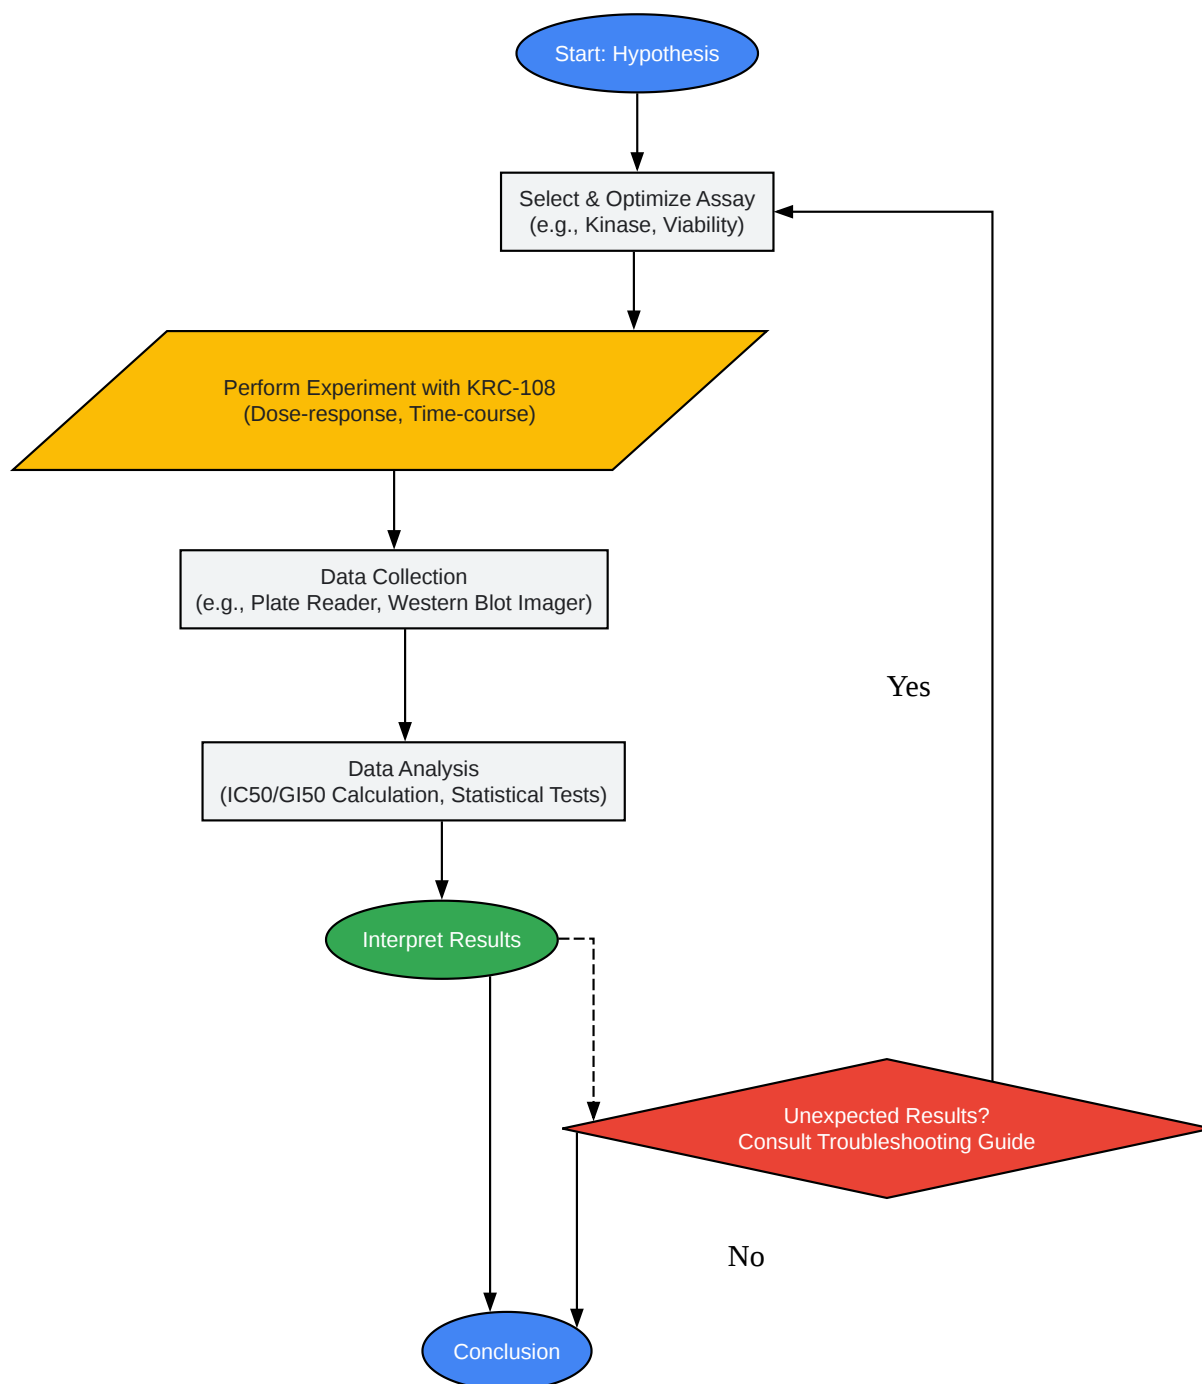 Start: Hypothesis
Select & Optimize Assay
(e.g., Kinase, Viability)
Perform Experiment with KRC-108
(Dose-response, Time-course)
Data Collection
(e.g., Plate Reader, Western Blot Imager)
Yes
Data Analysis
(IC50/GI50 Calculation, Statistical Tests)
Interpret Results
Unexpected Results?
Consult Troubleshooting Guide
No
Conclusion